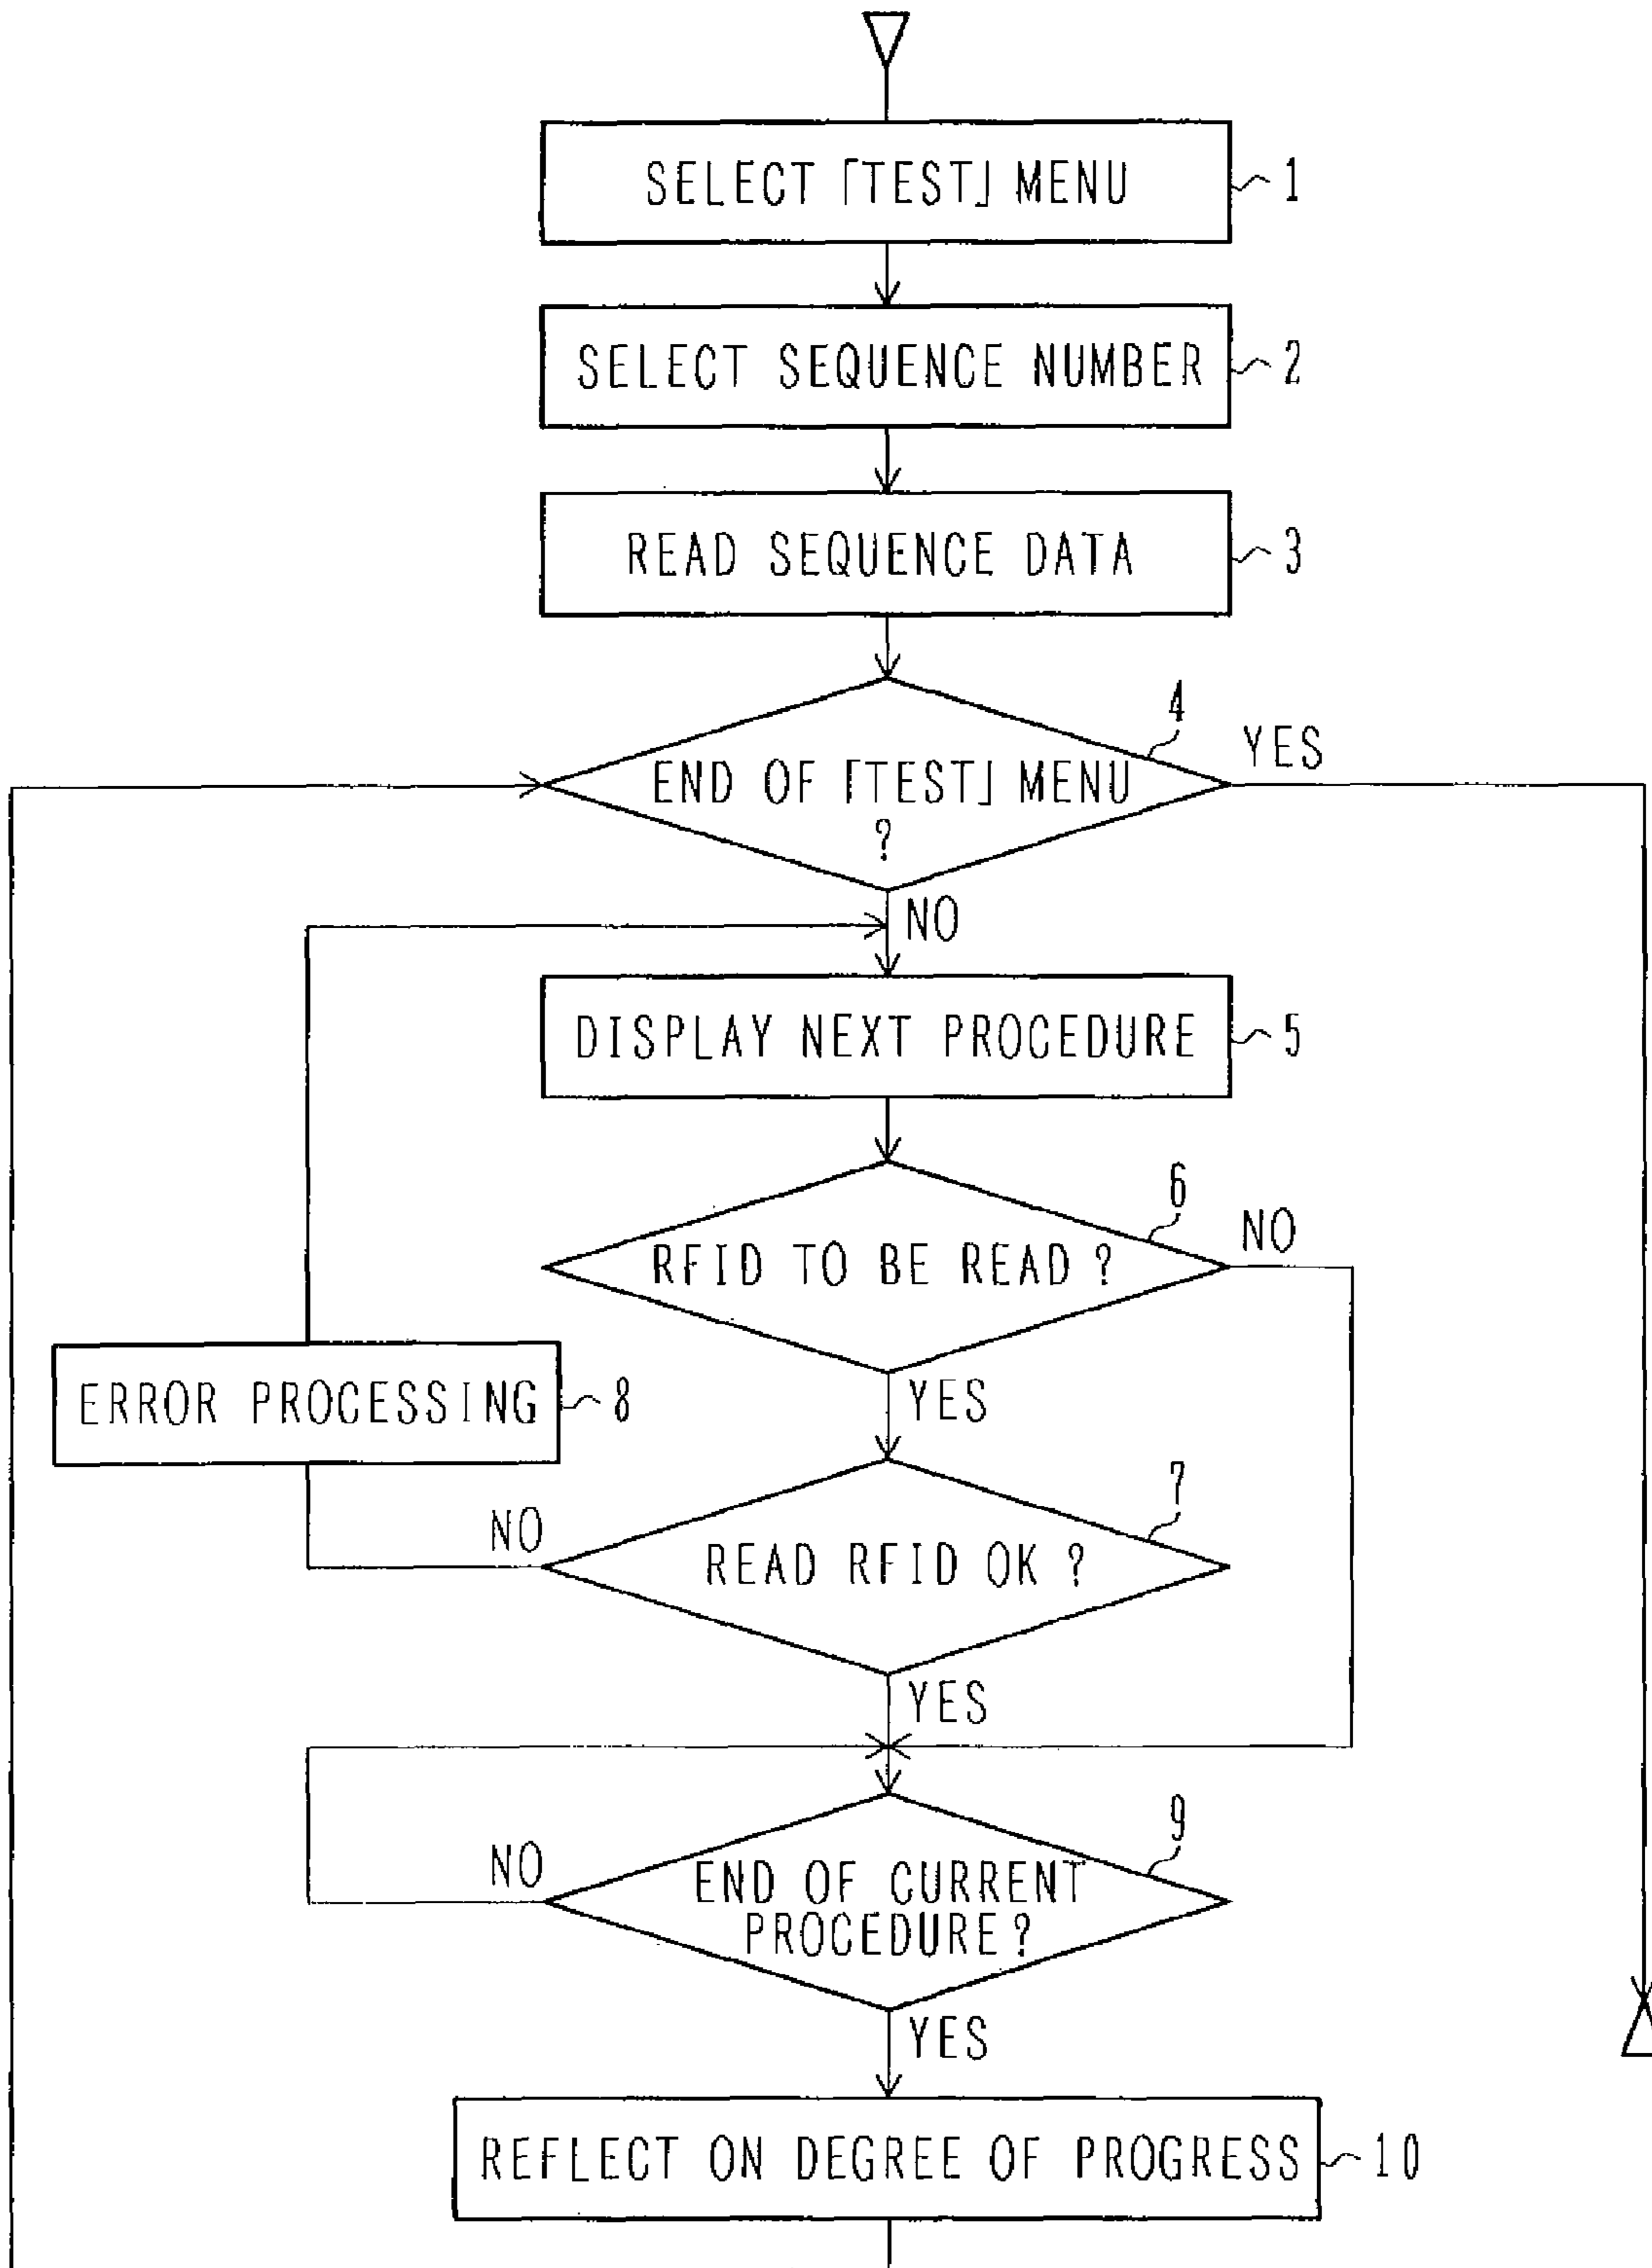 SELECT「TEST」MENU
1
SELECT SEQUENCE NUMBER
2
READ SEQUENCE DATA
3
4
YES
END OF「TEST」MENU
?
NO
DISPLAY NEXT PROCEDURE
5
6
NO
RFID TO BE READ ?
ERROR PROCESSING
8
YES
7
NO
READ RFID OK ?
YES
9
NO
END OF CURRENT
PROCEDURE ?
YES
REFLECT ON DEGREE OF PROGRESS
10